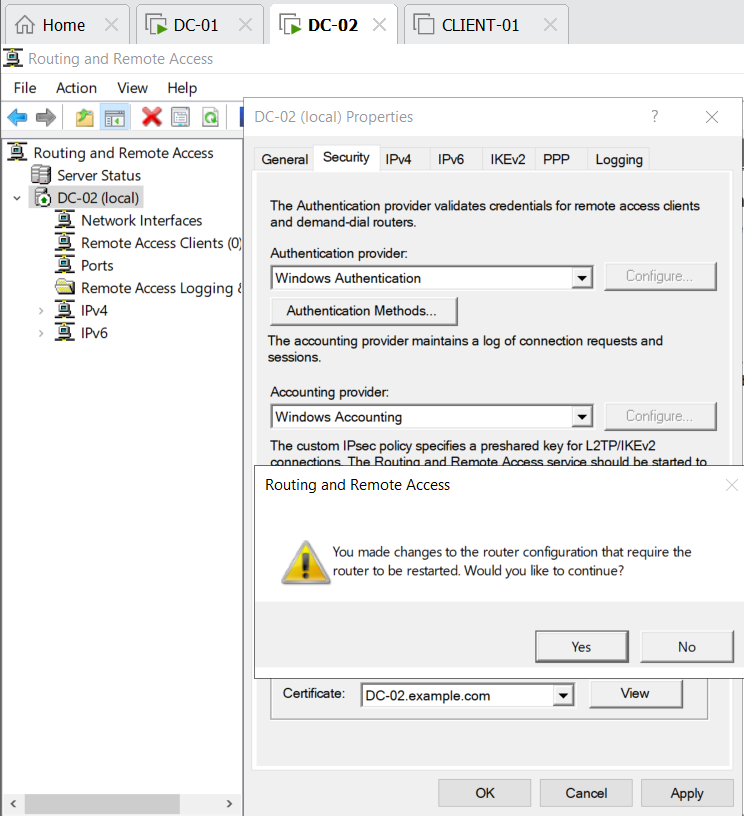 Home
DC-01
DC-02
CLIENT-01
Routing and Remote Access
File Action View Help
DC-02 (local) Properties
?
Routing and Remote Access
Server Status
DC-02 (local)
Network Interfaces
Remote Access Clients (0)
Ports
Remote Access Logging &
IPv4
IPv6
General Security IPv4 IPv6 IKEv2 PPP Logging
The Authentication provider validates credentials for remote access clients
and demand-dial routers.
Authentication provider:
Windows Authentication
Configure...
Authentication Methods...
The accounting provider maintains a log of connection requests and
sessions.
Accounting provider:
Windows Accounting
Configure...
The custom IPsec policy specifies a preshared key for L2TP/IKEv2
connections. The Routing and Remote Access service should be started to
Routing and Remote Access
You made changes to the router configuration that require the
router to be restarted. Would you like to continue?
Yes No
Certificate: DC-02.example.com View
OK Cancel Apply